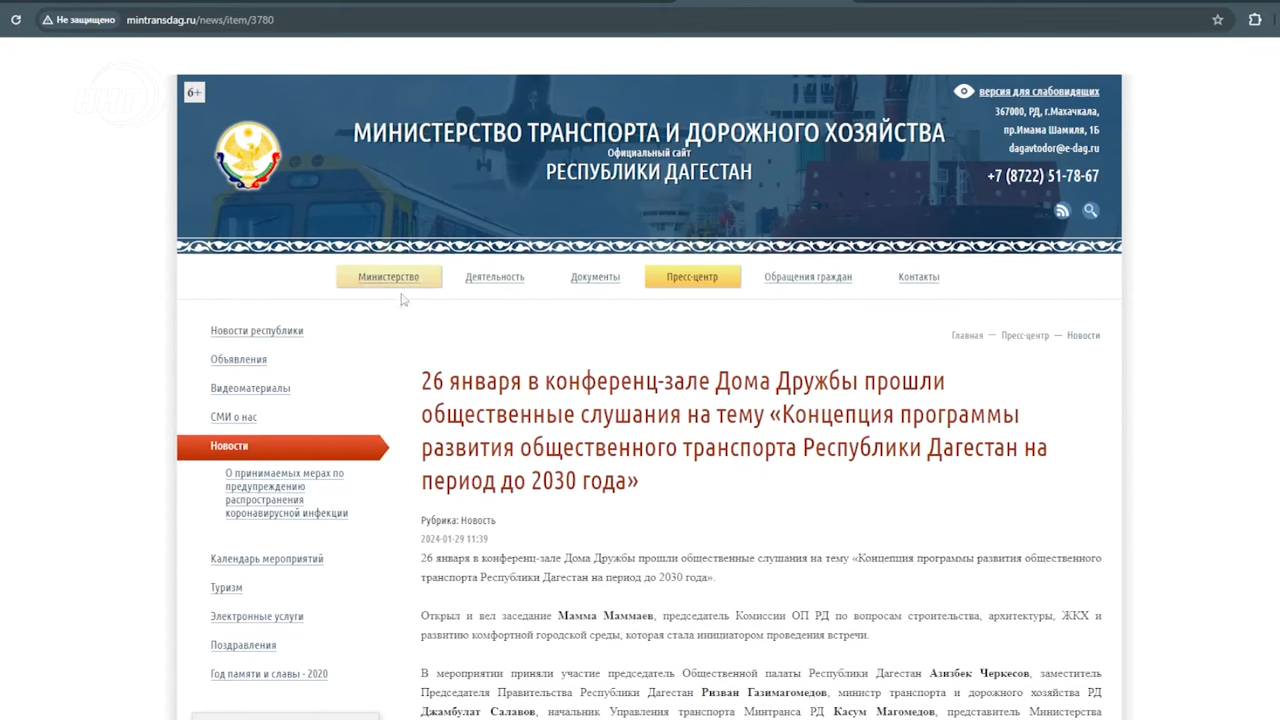 Не защищено mintransdag.ru/news/item/3780
ННТ
6+
версия для слабовидящих
367000, РД, г.Махачкала,
пр.Имама Шамиля, 1Б
dagavtodor@e-dag.ru
+7 (8722) 51-78-67
МИНИСТЕРСТВО ТРАНСПОРТА И ДОРОЖНОГО ХОЗЯЙСТВА
Официальный сайт
РЕСПУБЛИКИ ДАГЕСТАН
Министерство Деятельность Документы Пресс-центр Обращения граждан Контакты
Новости республики
Объявления
Видеоматериалы
СМИ о нас
Новости
О принимаемых мерах по
предупреждению
распространения
коронавирусной инфекции
Календарь мероприятий
Туризм
Электронные услуги
Поздравления
Год памяти и славы - 2020
Главная — Пресс-центр — Новости
26 января в конференц-зале Дома Дружбы прошли
общественные слушания на тему «Концепция программы
развития общественного транспорта Республики Дагестан на
период до 2030 года»
Рубрика: Новость
2024-01-29 11:39
26 января в конференц-зале Дома Дружбы прошли общественные слушания на тему «Концепция программы развития общественного
транспорта Республики Дагестан на период до 2030 года».
Открыл и вел заседание Мамма Маммаев, председатель Комиссии ОП РД по вопросам строительства, архитектуры, ЖКХ и
развитию комфортной городской среды, которая стала инициатором проведения встречи.
В мероприятии приняли участие председатель Общественной палаты Республики Дагестан Азизбек Черкесов, заместитель
Председателя Правительства Республики Дагестан Ризван Газимагомедов, министр транспорта и дорожного хозяйства РД
Джамбулат Салавов, начальник Управления транспорта Минтранса РД Касум Магомедов, представитель Министерства